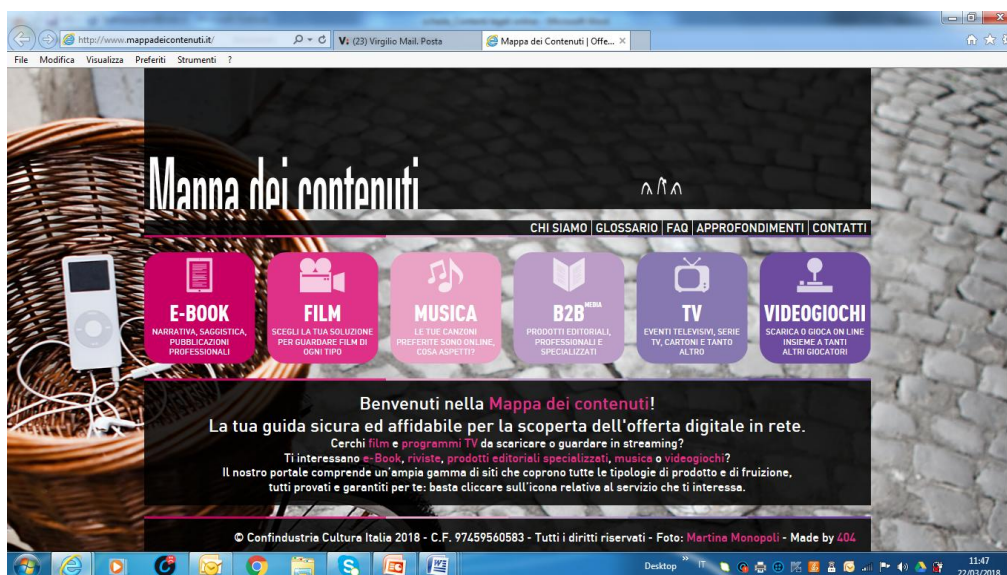 http://www.mappadeicontenuti.it/
(23) Virgilio Mail. Posta
Mappa dei Contenuti | Offe...
File Modifica Visualizza Preferiti Strumenti ?
Mappa dei contenuti
CHI SIAMO | GLOSSARIO | FAQ | APPROFONDIMENTI | CONTATTI
E-BOOK
NARRATIVA, SAGGISTICA,
PUBBLICAZIONI
PROFESSIONALI
FILM
SCEGLI LA TUA SOLUZIONE
PER GUARDARE FILM DI
OGNI TIPO
MUSICA
LE TUE CANZONI
PREFERITE SONO ONLINE,
COSA ASPETTI?
B2B MEDIA
PRODOTTI EDITORIALI,
PROFESSIONALI E
SPECIALIZZATI
TV
EVENTI TELEVISIVI, SERIE
TV, CARTONI E TANTO
ALTRO
VIDEOGIOCHI
SCARICA O GIOCA ON LINE
INSIEME A TANTI
ALTRI GIOCATORI
Benvenuti nella Mappa dei contenuti!
La tua guida sicura ed affidabile per la scoperta dell'offerta digitale in rete.
Cerchi film e programmi TV da scaricare o guardare in streaming?
Ti interessano e-Book, riviste, prodotti editoriali specializzati, musica o videogiochi?
Il nostro portale comprende un'ampia gamma di siti che coprono tutte le tipologie di prodotto e di fruizione,
tutti provati e garantiti per te: basta cliccare sull'icona relativa al servizio che ti interessa.
© Confindustria Cultura Italia 2018 - C.F. 97459560583 - Tutti i diritti riservati - Foto: Martina Monopoli - Made by 404
Desktop
IT
11:47
22/03/2018